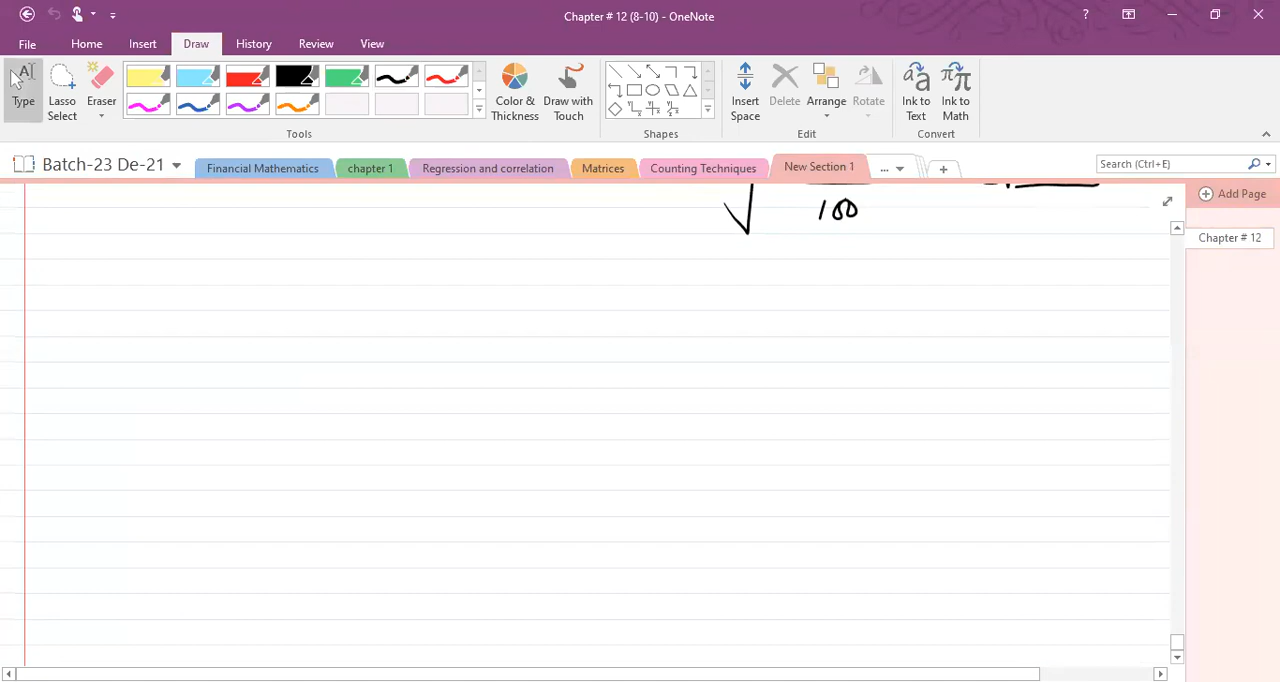 Chapter # 12 (8-10) - OneNote
?
File Home Insert Draw History Review View
Type
Lasso Select
Eraser
Color & Thickness
Draw with Touch
Insert Space
Delete
Arrange
Rotate
Ink to Text
Ink to Math
Tools
Shapes
Edit
Convert
Batch-23 De-21
Financial Mathematics
chapter 1
Regression and correlation
Matrices
Counting Techniques
New Section 1
...
Search (Ctrl+E)
Add Page
Chapter # 12
100